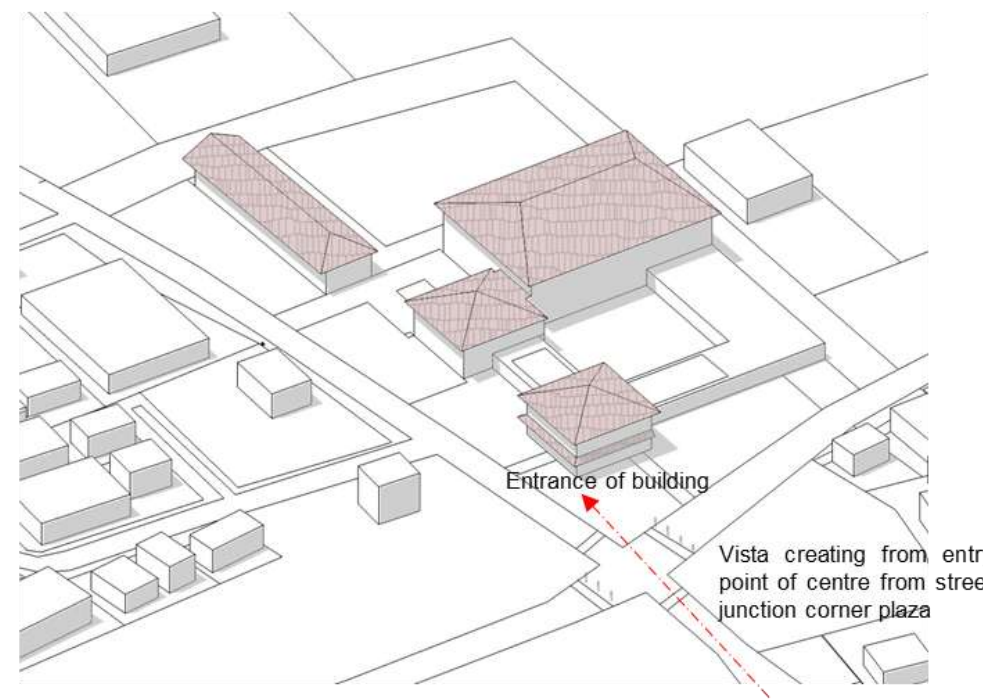 Entrance of building
Vista creating from entr
point of centre from stree
junction corner plaza